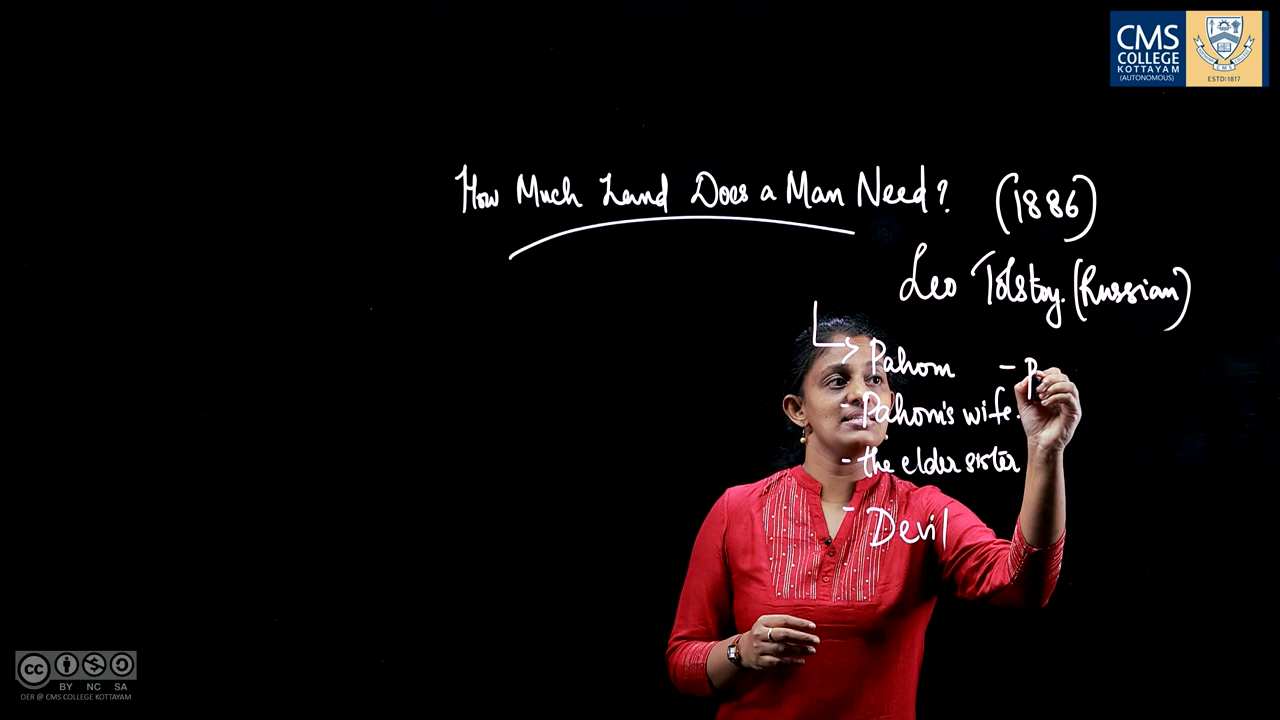 CMS
COLLEGE
KOTTAYAM
(AUTONOMOUS)
ESTD:1817
How Much Land Does a Man Need? (1886)
Leo Tolstoy. (Russian)
Pahom - P
- Pahom's wife.
- the elder sister
- Devil
cc BY NC SA
OER @ CMS COLLEGE KOTTAYAM